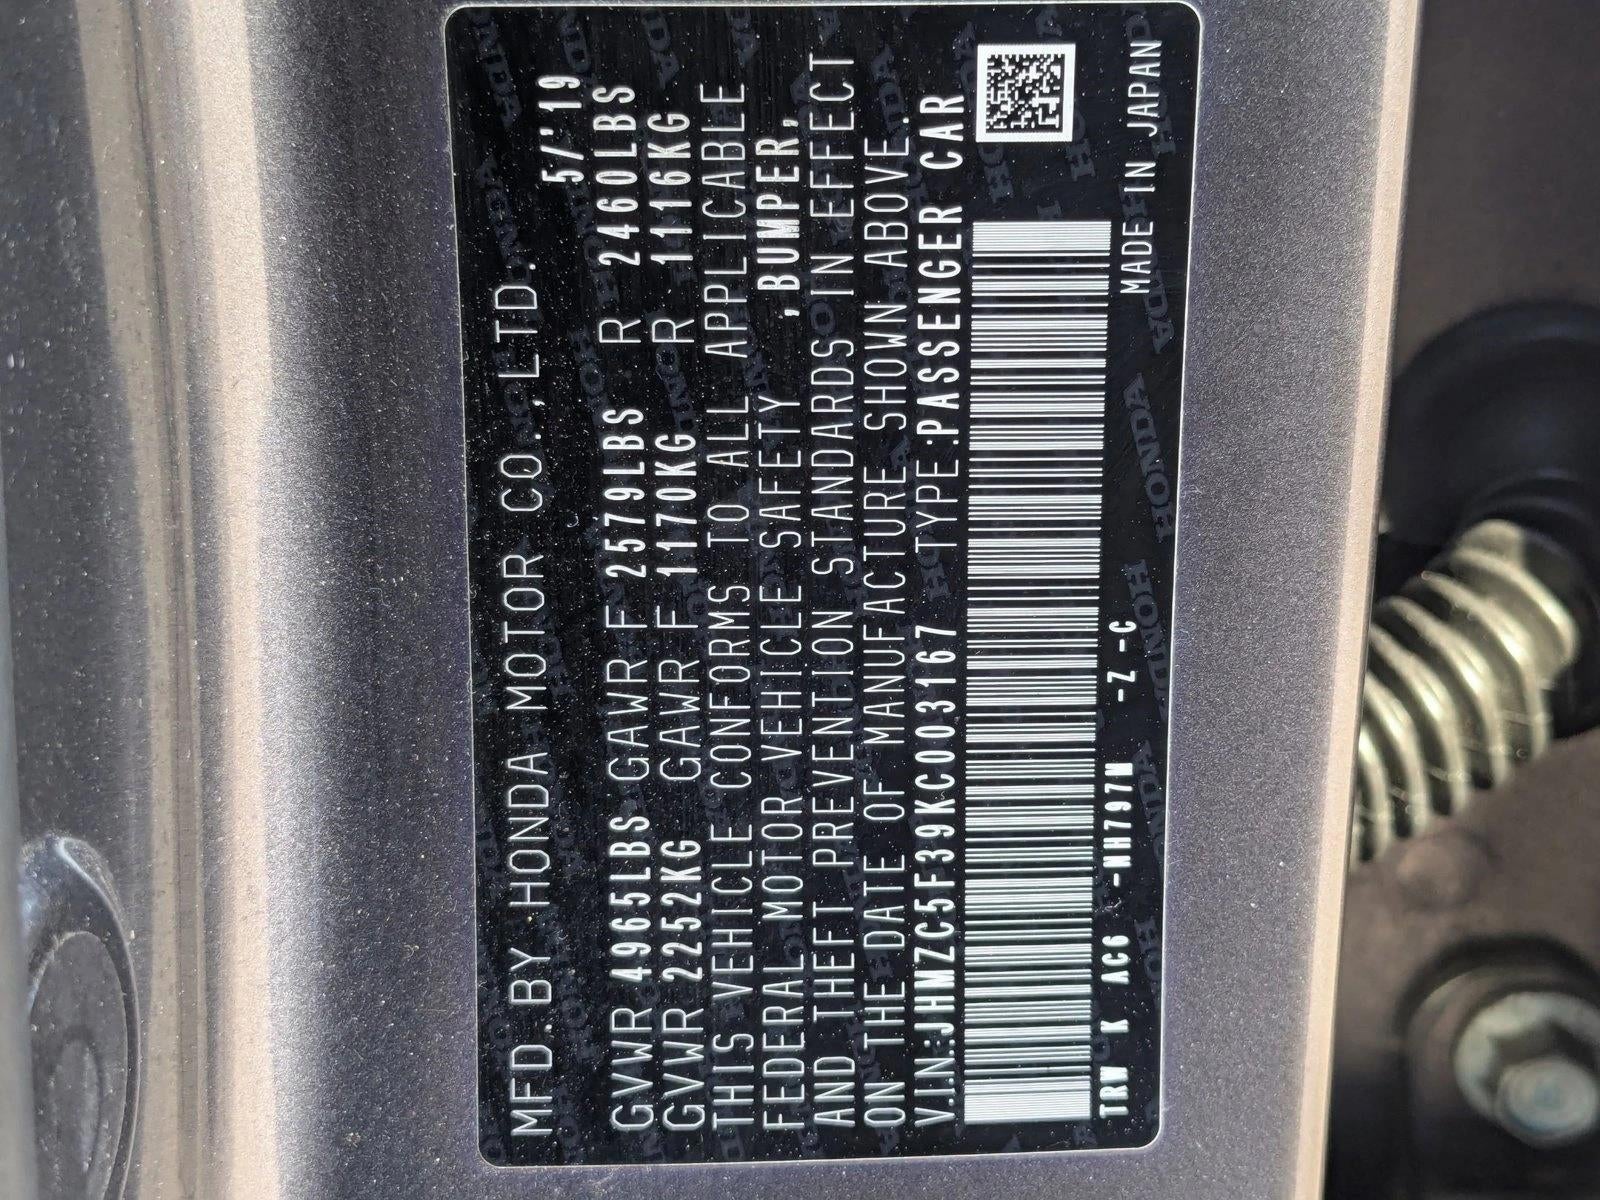 MFD. BY HONDA MOTOR CO., LTD. 5/'19
GVWR 4965LBS GAWR F 2579LBS R 2460LBS
GVWR 2252KG GAWR F 1170KG R 1116KG
THIS VEHICLE CONFORMS TO ALL APPLICABLE
FEDERAL MOTOR VEHICLE SAFETY ,BUMPER,
AND THEFT PREVENTION STANDARDS IN EFFECT
ON THE DATE OF MANUFACTURE SHOWN ABOVE.
V.I.N.:JHMZC5F39KC003167 TYPE:PASSENGER CAR
TRW K AC6 -NH797M -Z -C MADE IN JAPAN